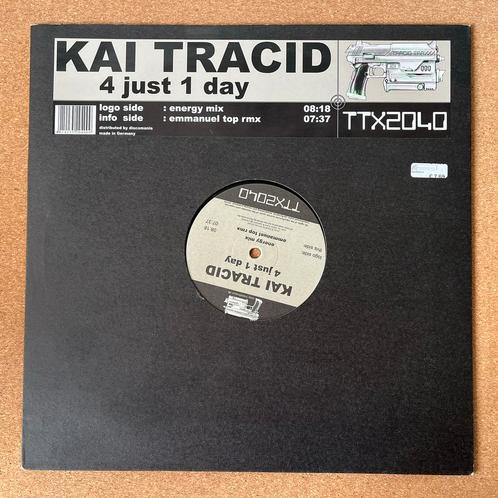 KAI TRACID
4 just 1 day
logo side : energy mix 08:18
info side : emmanuel top rmx 07:37
distributed by discomania
made in Germany
TTX2040
TTX2040
08:18
07:37
energy mix
emmanuel top rmx
logo side:
4 just 1 day
KAI TRACID